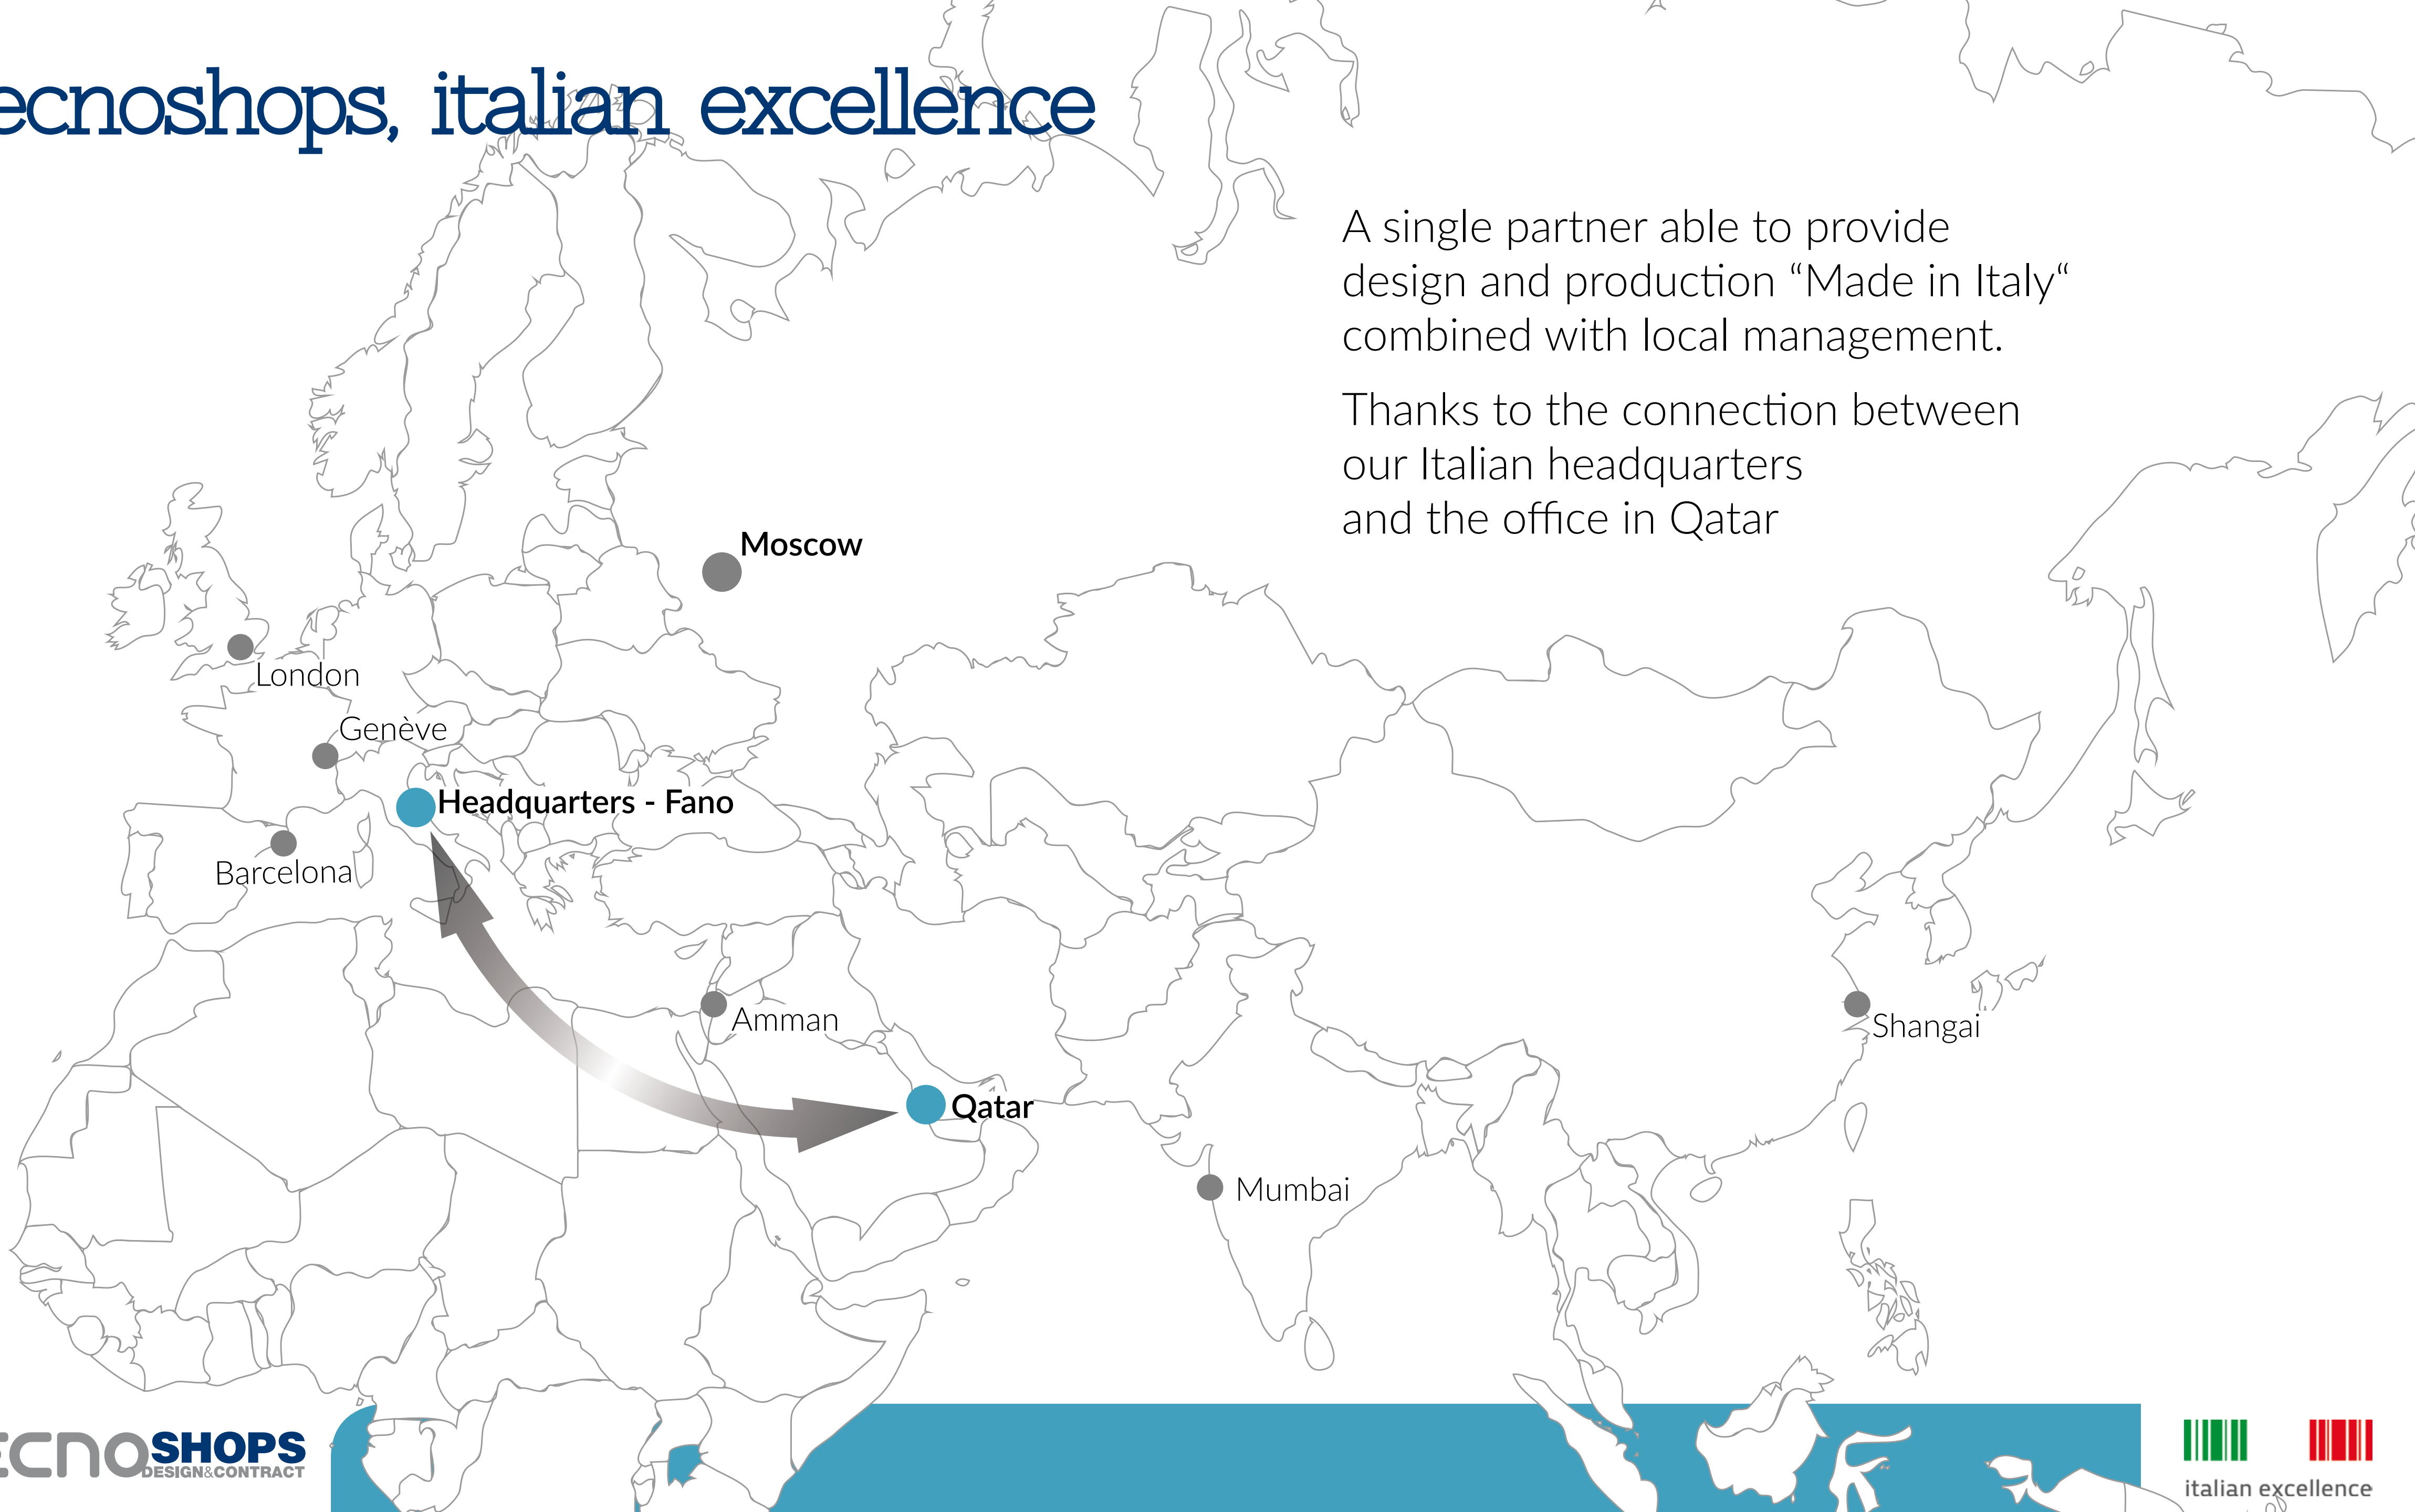 ecnoshops, italian excellence
A single partner able to provide
design and production “Made in Italy“
combined with local management.
Thanks to the connection between
our Italian headquarters
and the office in Qatar
Moscow
London
Genève
Headquarters - Fano
Barcelona
Amman
Shangai
Qatar
Mumbai
ecnoSHOPS
DESIGN&CONTRACT
italian excellence